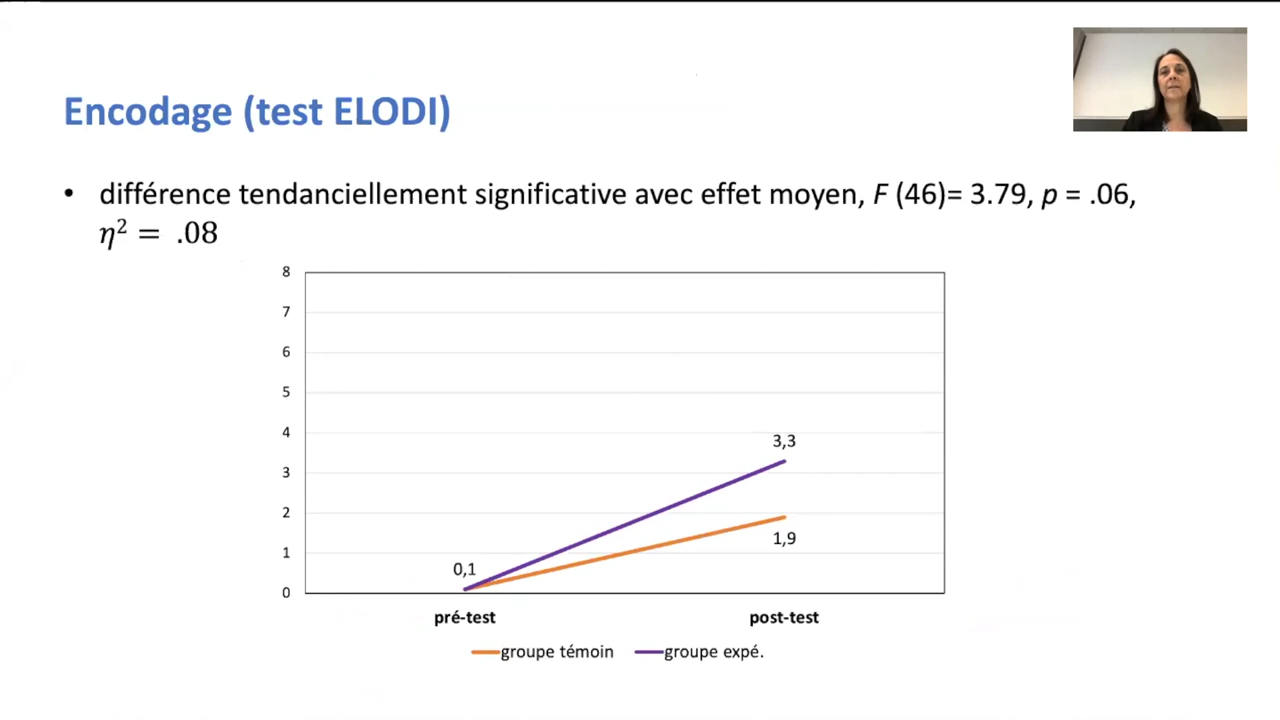 Encodage (test ELODI)
• différence tendanciellement significative avec effet moyen, F (46)= 3.79, p = .06,
η² = .08
8
7
6
5
4
3
2
1
0
3,3
1,9
0,1
pré-test post-test
groupe témoin groupe expé.